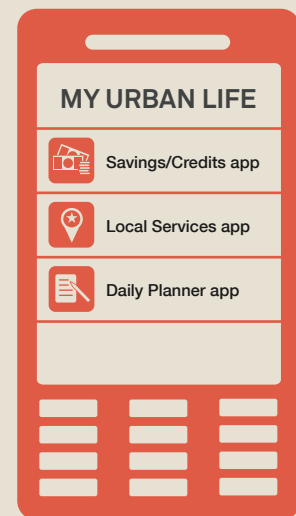 MY URBAN LIFE
Savings/Credits app
Local Services app
Daily Planner app